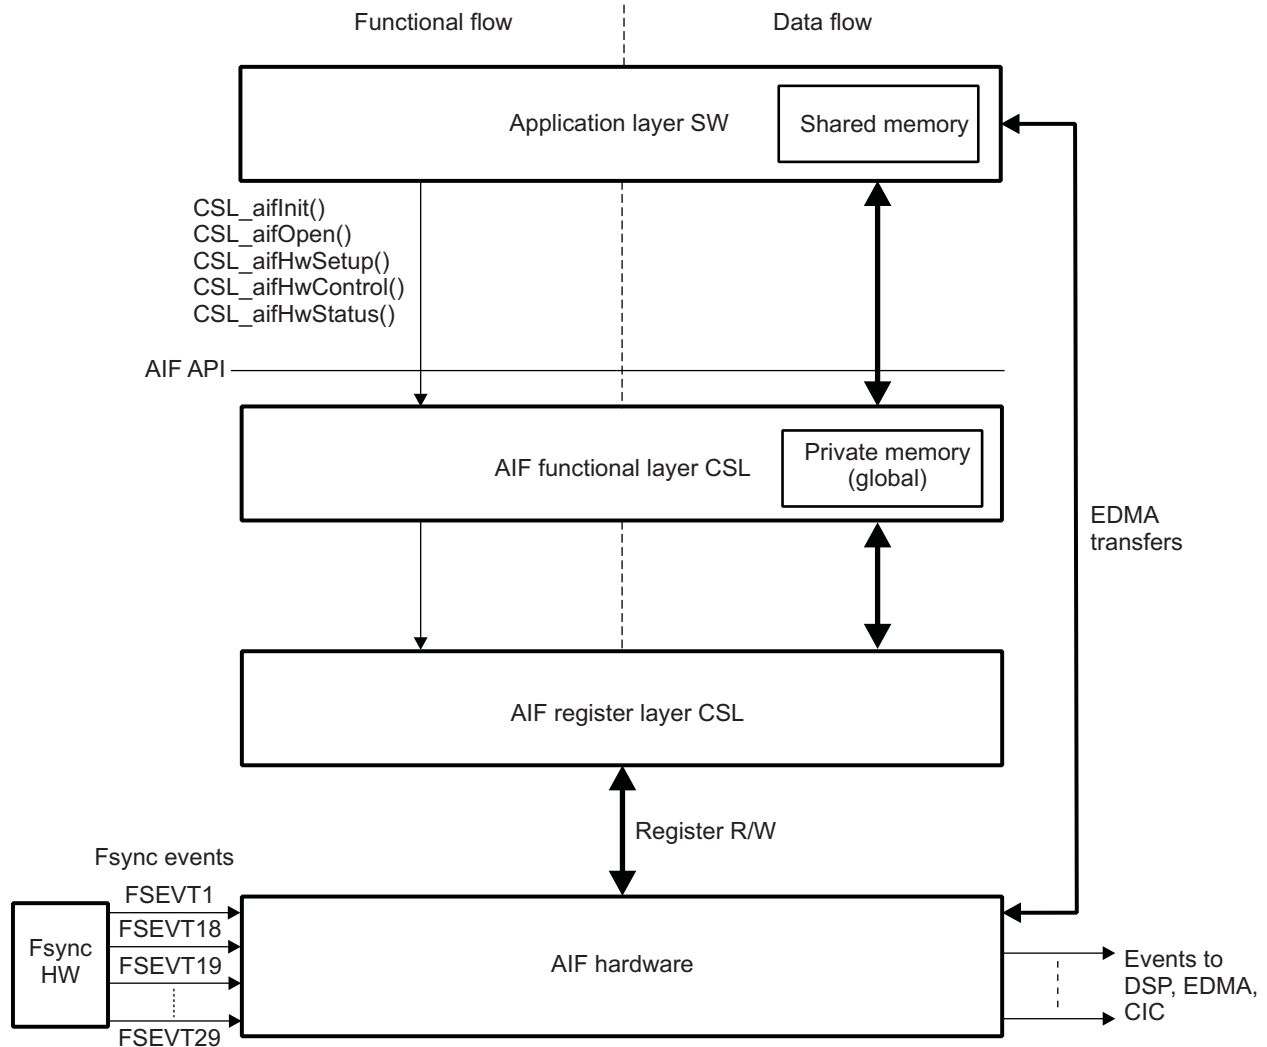 Functional flow
Data flow
Application layer SW
Shared memory
CSL_aifInit()
CSL_aifOpen()
CSL_aifHwSetup()
CSL_aifHwControl()
CSL_aifHwStatus()
AIF API
AIF functional layer CSL
Private memory
(global)
EDMA
transfers
AIF register layer CSL
Register R/W
Fsync events
FSEVT1
FSEVT18
FSEVT19
FSEVT29
Fsync
HW
AIF hardware
Events to
DSP, EDMA,
CIC